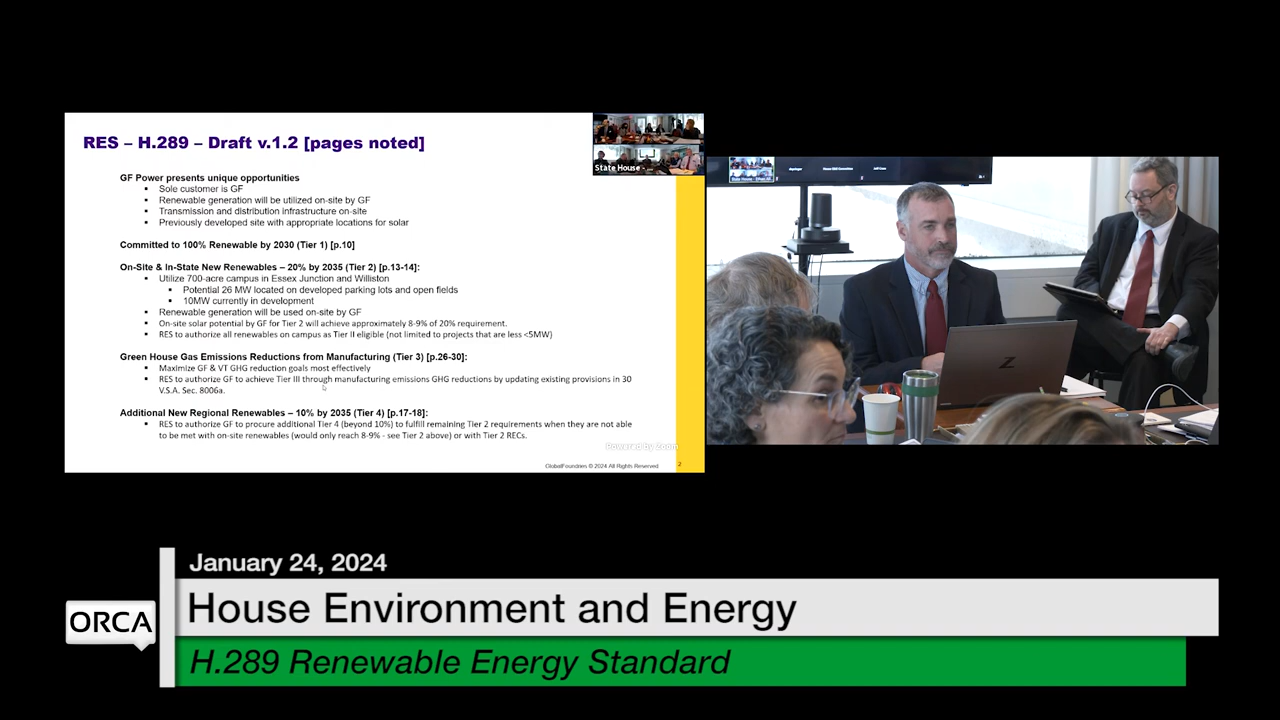 RES – H.289 – Draft v.1.2 [pages noted]
State House -
GF Power presents unique opportunities
▪ Sole customer is GF
▪ Renewable generation will be utilized on-site by GF
▪ Transmission and distribution infrastructure on-site
▪ Previously developed site with appropriate locations for solar
Committed to 100% Renewable by 2030 (Tier 1) [p.10]
On-Site & In-State New Renewables – 20% by 2035 (Tier 2) [p.13-14]:
▪ Utilize 700-acre campus in Essex Junction and Williston
▪ Potential 26 MW located on developed parking lots and open fields
▪ 10MW currently in development
▪ Renewable generation will be used on-site by GF
▪ On-site solar potential by GF for Tier 2 will achieve approximately 8-9% of 20% requirement.
▪ RES to authorize all renewables on campus as Tier II eligible (not limited to projects that are less <5MW)
Green House Gas Emissions Reductions from Manufacturing (Tier 3) [p.26-30]:
▪ Maximize GF & VT GHG reduction goals most effectively
▪ RES to authorize GF to achieve Tier III through manufacturing emissions GHG reductions by updating existing provisions in 30
V.S.A. Sec. 8006a.
Additional New Regional Renewables – 10% by 2035 (Tier 4) [p.17-18]:
▪ RES to authorize GF to procure additional Tier 4 (beyond 10%) to fulfill remaining Tier 2 requirements when they are not able
to be met with on-site renewables (would only reach 8-9% - see Tier 2 above) or with Tier 2 RECs.
Powered by Zoom
GlobalFoundries © 2024 All Rights Reserved
2
Z
January 24, 2024
House Environment and Energy
ORCA
H.289 Renewable Energy Standard